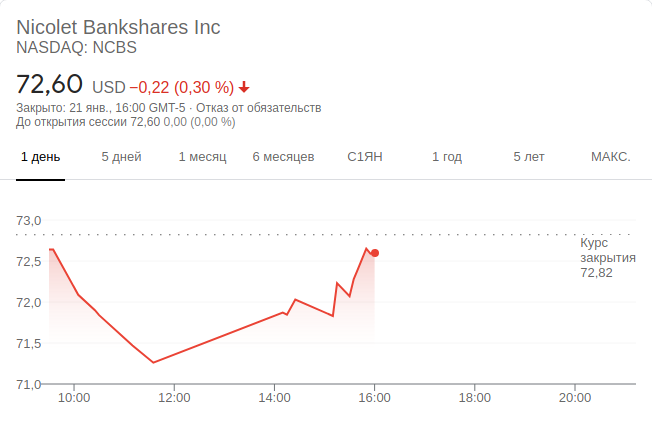 Nicolet Bankshares Inc
NASDAQ: NCBS
72,60 USD −0,22 (0,30 %)
Закрыто: 21 янв., 16:00 GMT-5 · Отказ от обязательств
До открытия сессии 72,60 0,00 (0,00 %)
1 день 5 дней 1 месяц 6 месяцев С1ЯН 1 год 5 лет МАКС.
73,0
Курс
закрытия
72,82
72,5
72,0
71,5
71,0
10:00 12:00 14:00 16:00 18:00 20:00